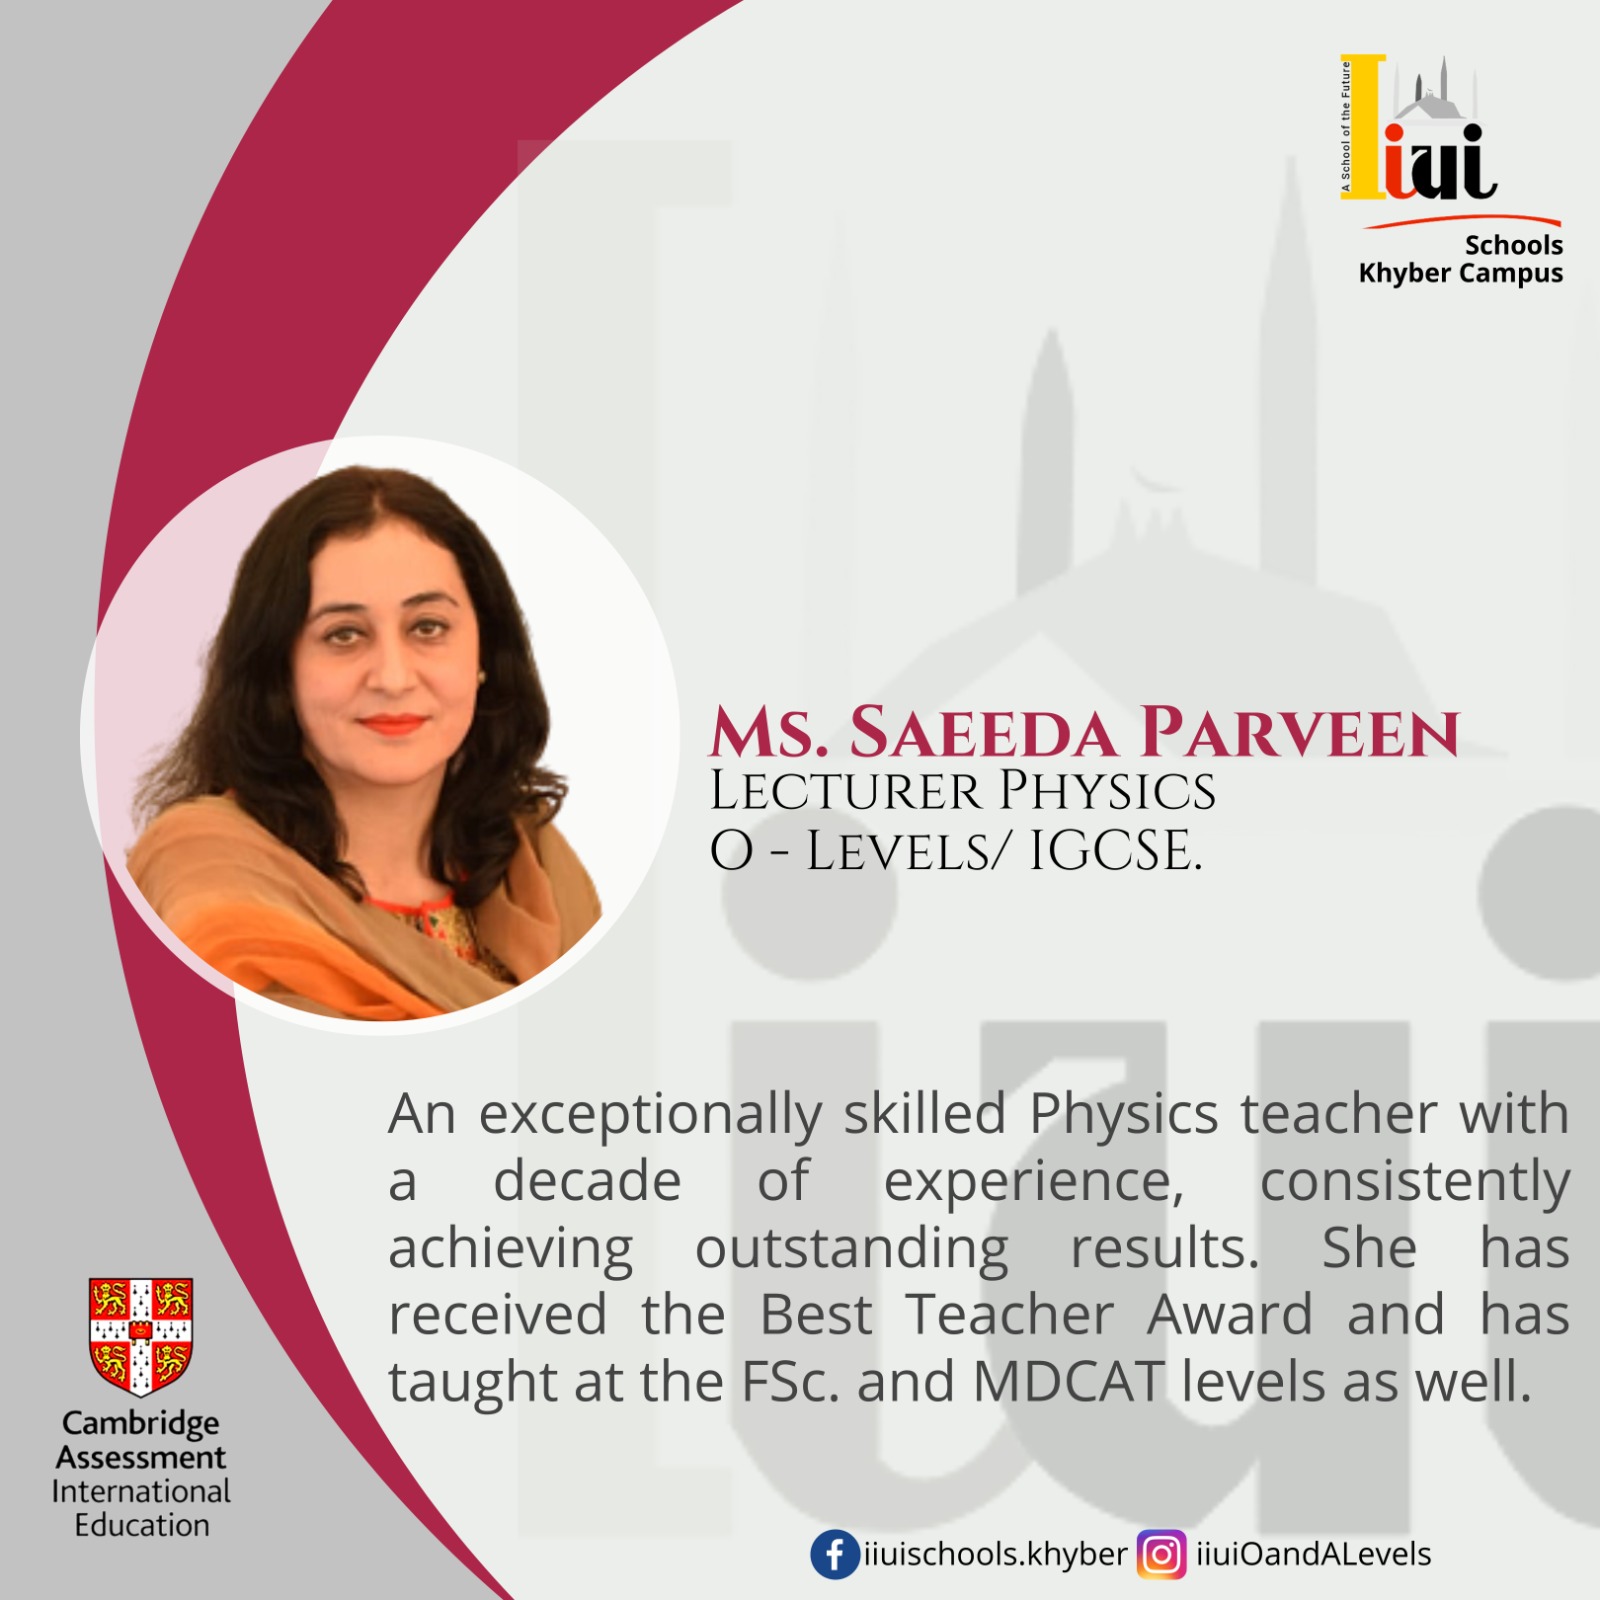 A School of the Future
iiui
Schools
Khyber Campus
Ms. Saeeda Parveen
Lecturer Physics
O - Levels/ IGCSE.
An exceptionally skilled Physics teacher with
a decade of experience, consistently
achieving outstanding results. She has
received the Best Teacher Award and has
taught at the FSc. and MDCAT levels as well.
Cambridge
Assessment
International
Education
iiuischools.khyber iiuiOandALevels